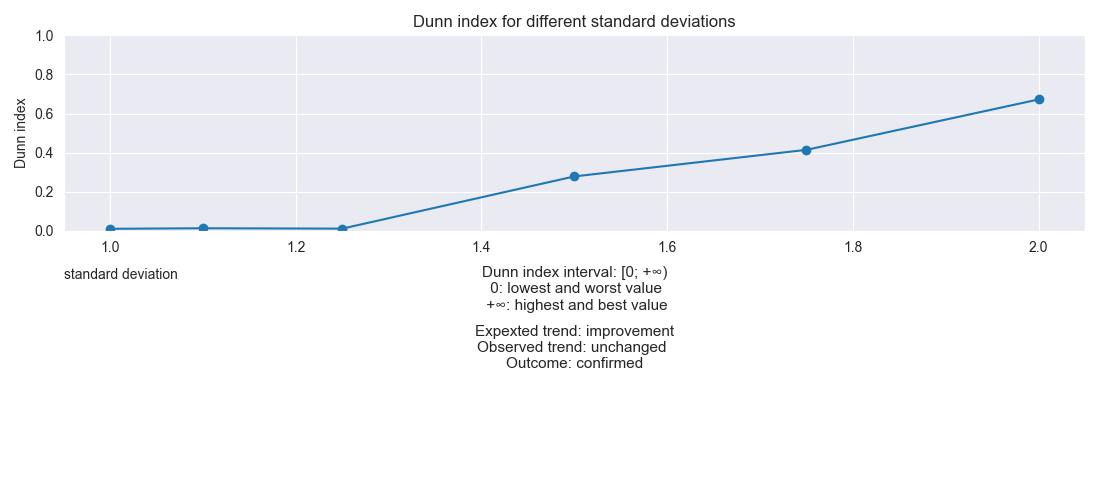 Dunn index for different standard deviations
1.0
0.8
0.6
0.4
0.2
0.0
Dunn index
1.0 1.2 1.4 1.6 1.8 2.0
standard deviation
Dunn index interval: [0; +∞)
0: lowest and worst value
+∞: highest and best value
Expexted trend: improvement
Observed trend: unchanged
Outcome: confirmed